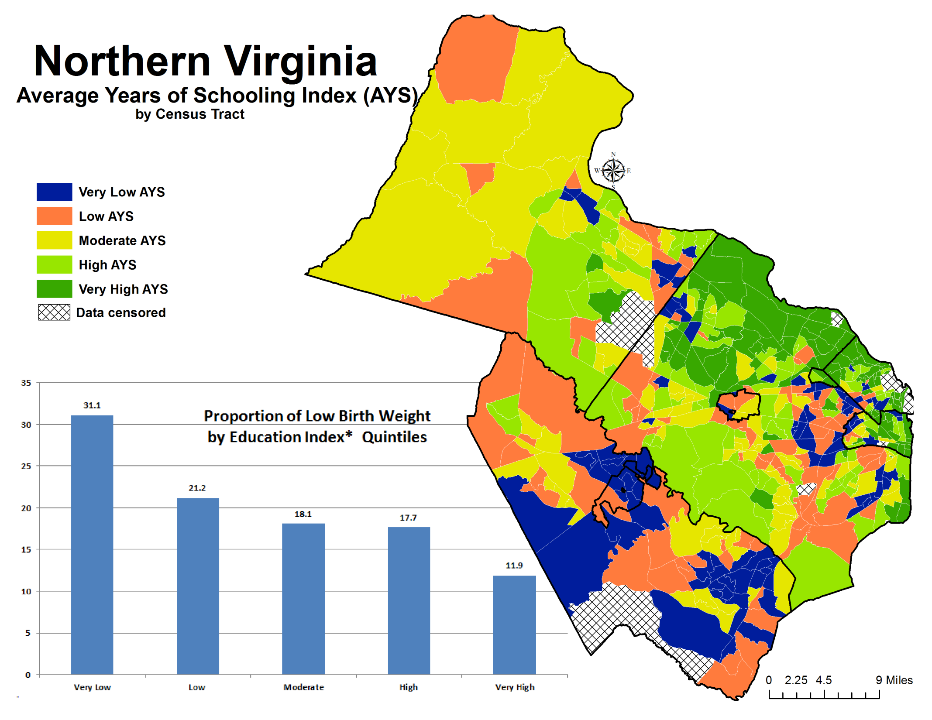 Northern Virginia
Average Years of Schooling Index (AYS)
by Census Tract
N
W
E
S
Very Low AYS
Low AYS
Moderate AYS
High AYS
Very High AYS
Data censored
Proportion of Low Birth Weight
by Education Index* Quintiles
35
30
25
20
15
10
5
0
31.1
21.2
18.1
17.7
11.9
Very Low
Low
Moderate
High
Very High
0 2.25 4.5 9 Miles